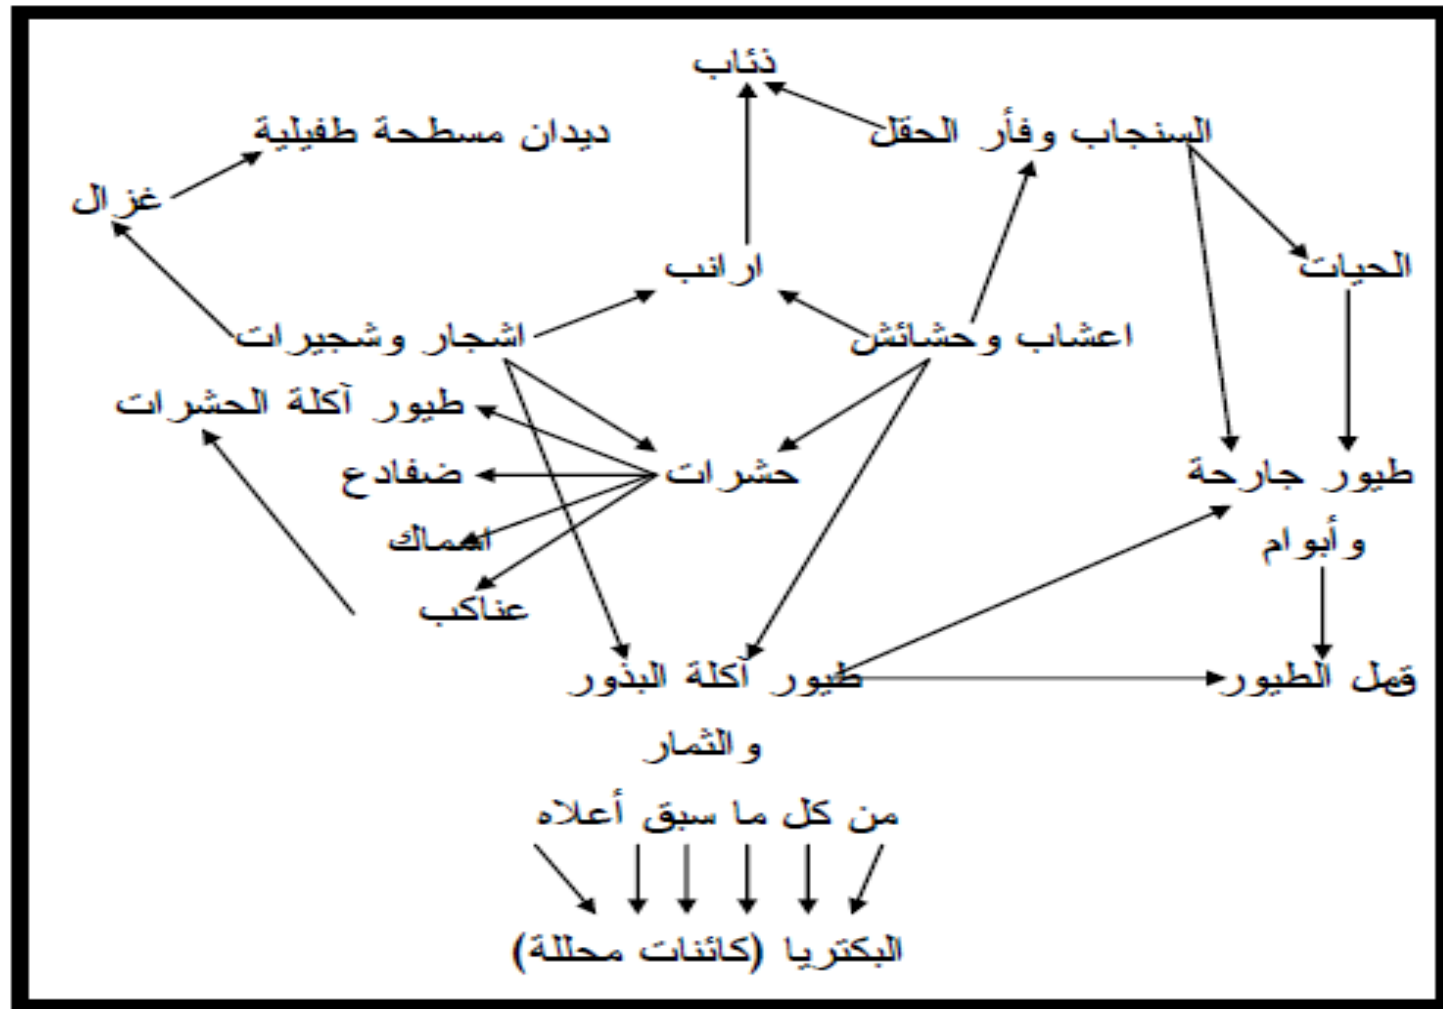 ذئاب
السنجاب وفأر الحقل
ديدان مسطحة طفيلية
غزال
الحيات
ارانب
اعشاب وحشائش
اشجار وشجيرات
طيور آكلة الحشرات
طيور جارحة
وأبوام
حشرات
ضفادع
اسماك
عناكب
قمل الطيور
طيور آكلة البذور
والثمار
من كل ما سبق أعلاه
البكتريا (كائنات محللة)